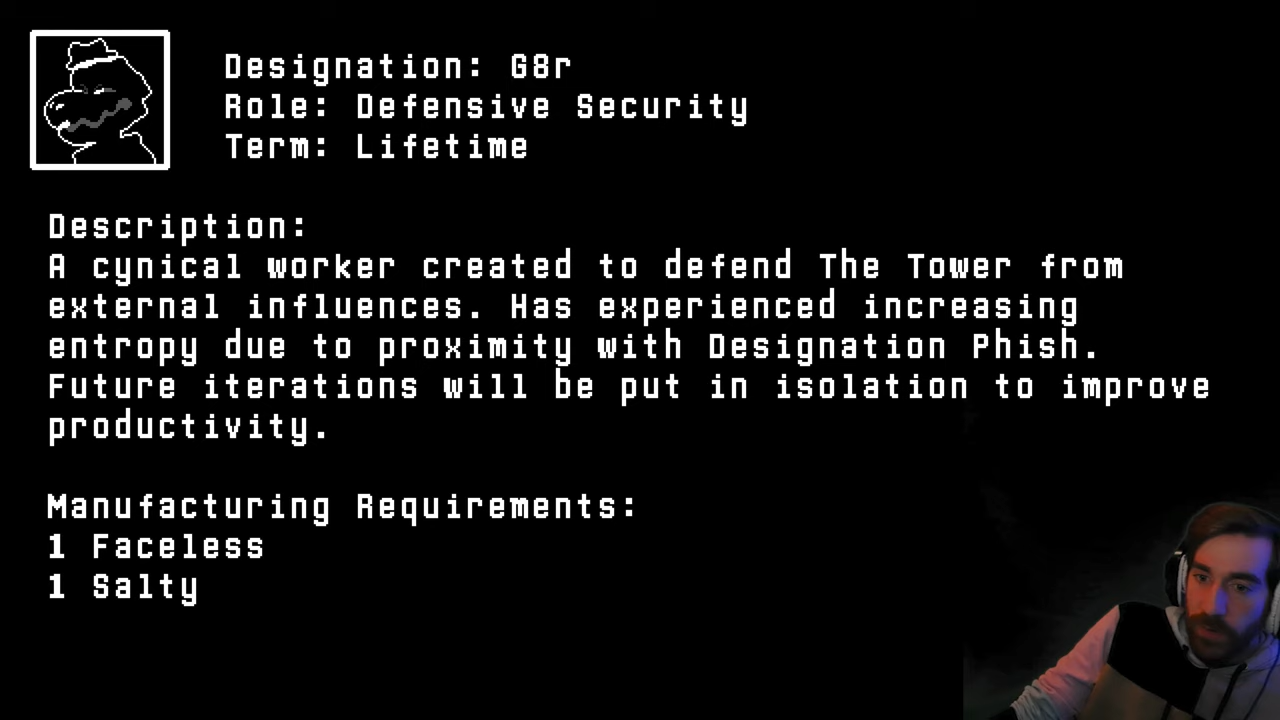 Designation: G8r
Role: Defensive Security
Term: Lifetime
Description:
A cynical worker created to defend The Tower from
external influences. Has experienced increasing
entropy due to proximity with Designation Phish.
Future iterations will be put in isolation to improve
productivity.
Manufacturing Requirements:
1 Faceless
1 Salty